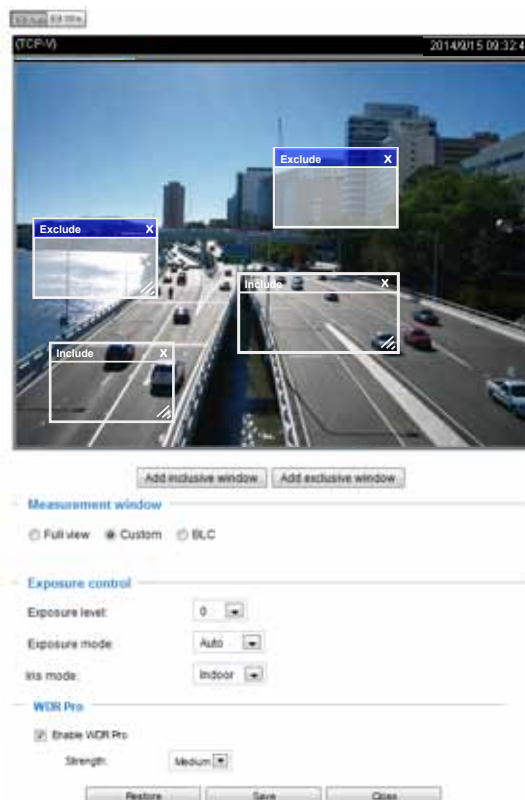 (TCP-V) 2014/9/15 09:32:4
Exclude X
Exclude X
Include X
Include X
Add inclusive window Add exclusive window
Measurement window
Full view Custom BLC
Exposure control
Exposure level: 0
Exposure mode: Auto
Iris mode: Indoor
WDR Pro
Enable WDR Pro
Strength: Medium
Restore Save Close